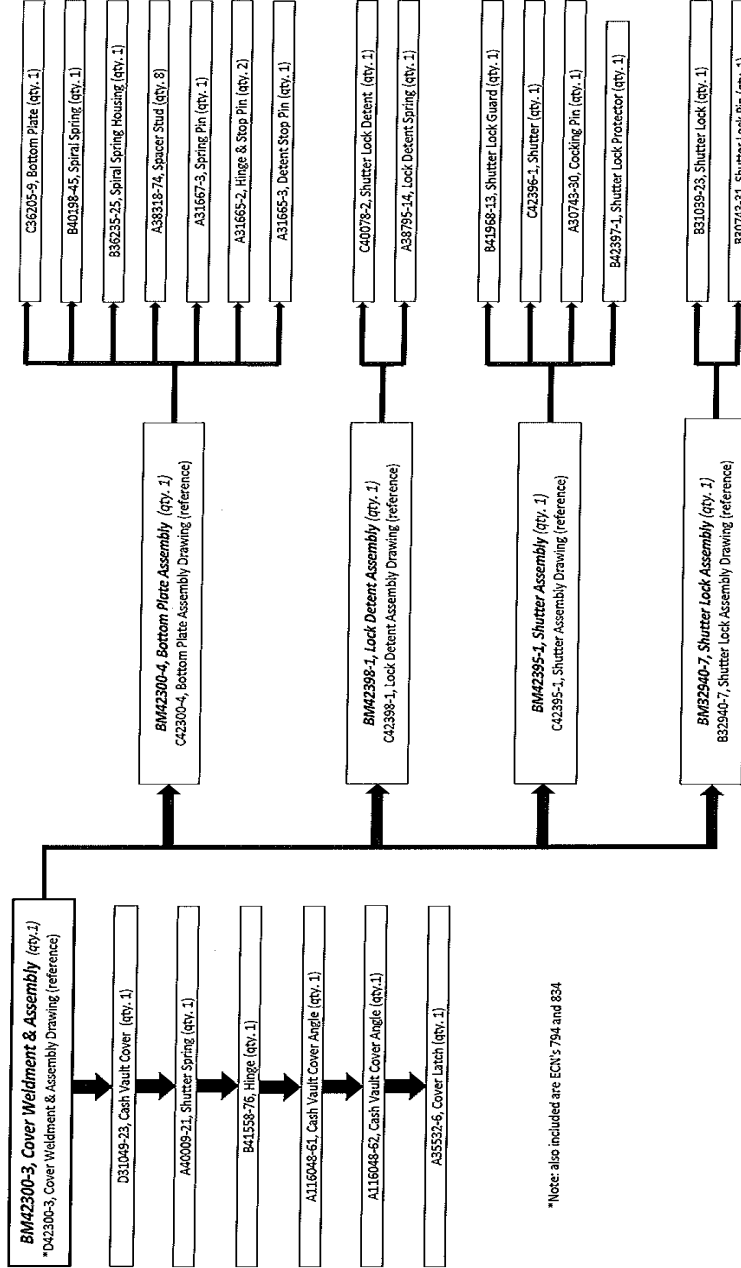 BM42300-3, Cover Weldment & Assembly (qty.1)
*D42300-3, Cover Weldment & Assembly Drawing (reference)
D31049-23, Cash Vault Cover (qty. 1)
A40009-21, Shutter Spring (qty. 1)
B41558-76, Hinge (qty. 1)
A116048-61, Cash Vault Cover Angle (qty. 1)
A116048-62, Cash Vault Cover Angle (qty.1)
A35532-6, Cover Latch (qty. 1)
*Note: also included are ECN's 794 and 834
BM42300-4, Bottom Plate Assembly (qty. 1)
C42300-4, Bottom Plate Assembly Drawing (reference)
C36205-9, Bottom Plate (qty. 1)
B40198-45, Spiral Spring (qty. 1)
B36235-25, Spiral Spring Housing (qty. 1)
A38318-74, Spacer Stud (qty. 8)
A31667-3, Spring Pin (qty. 1)
A31665-2, Hinge & Stop Pin (qty. 2)
A31665-3, Detent Stop Pin (qty. 1)
BM42398-1, Lock Detent Assembly (qty. 1)
C42398-1, Lock Detent Assembly Drawing (reference)
C40078-2, Shutter Lock Detent (qty. 1)
A38795-14, Lock Detent Spring (qty. 1)
BM42395-1, Shutter Assembly (qty. 1)
C42395-1, Shutter Assembly Drawing (reference)
B41968-13, Shutter Lock Guard (qty. 1)
C42396-1, Shutter (qty. 1)
A30743-30, Cocking Pin (qty. 1)
B42397-1, Shutter Lock Protector (qty. 1)
BM32940-7, Shutter Lock Assembly (qty. 1)
B32940-7, Shutter Lock Assembly Drawing (reference)
B31039-23, Shutter Lock (qty. 1)
B30743-31, Shutter Lock Pin (qty. 1)